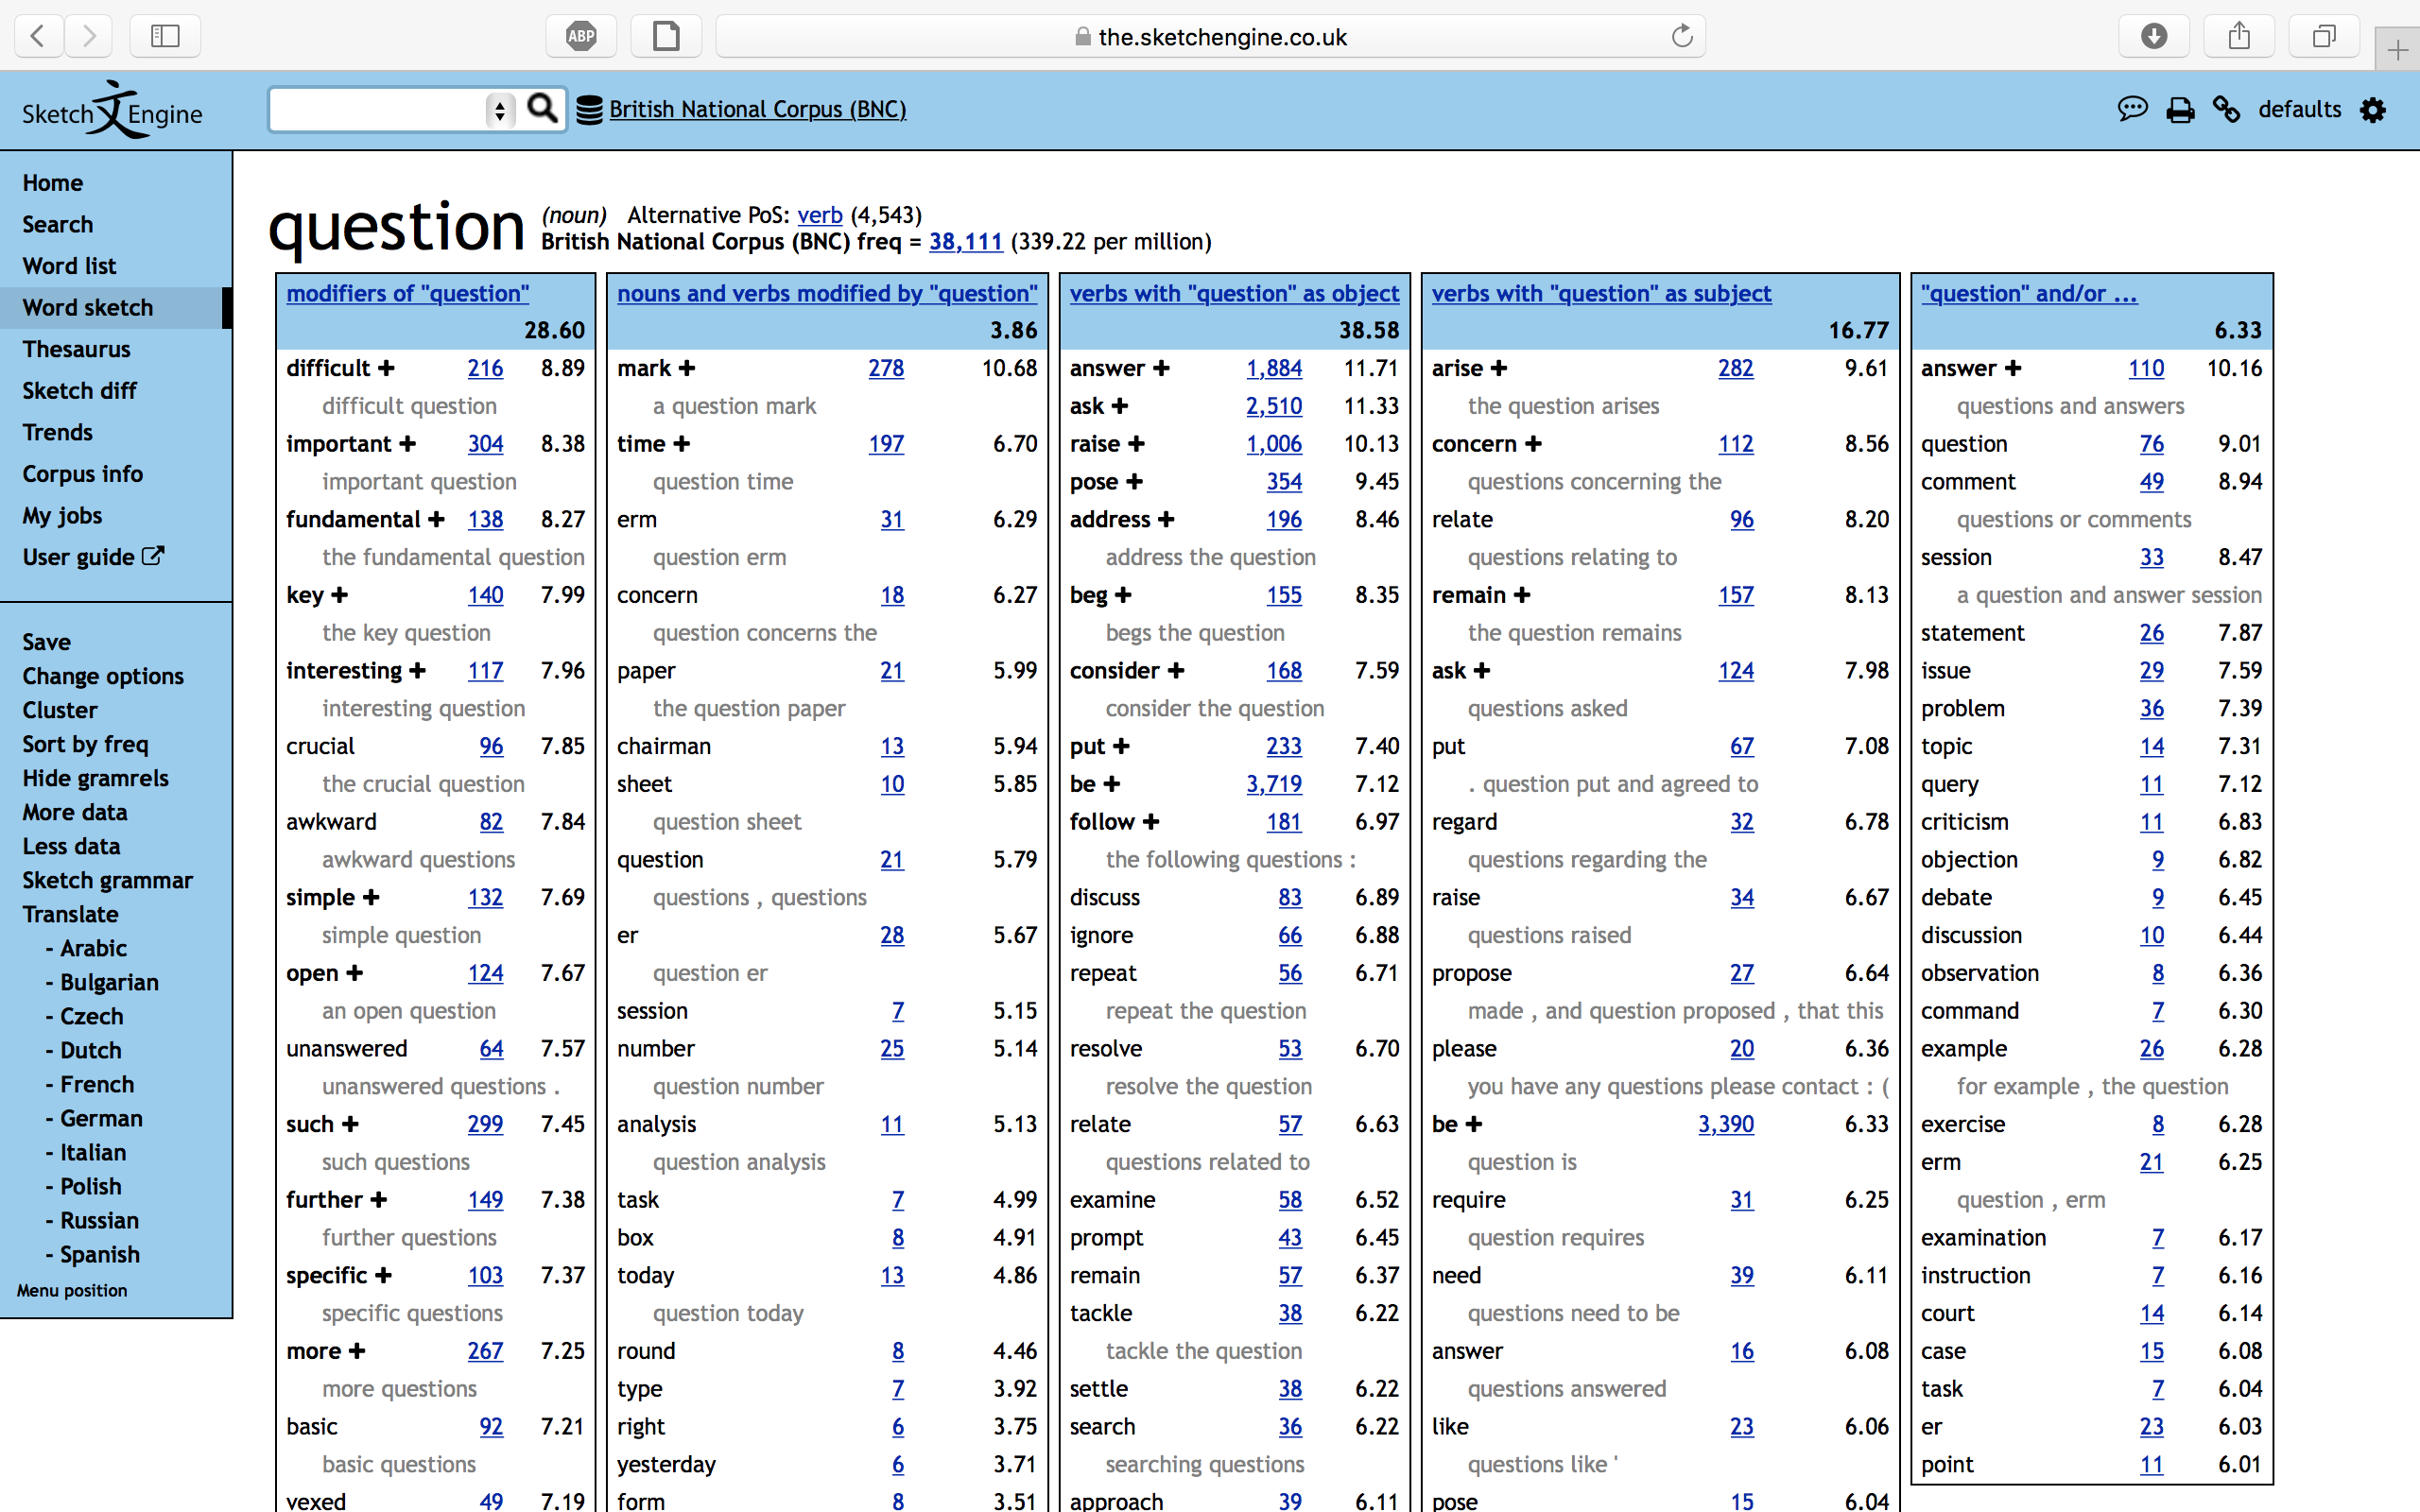 ABP
the.sketchengine.co.uk
Sketch文Engine
British National Corpus (BNC)
defaults
Home
Search
Word list
Word sketch
Thesaurus
Sketch diff
Trends
Corpus info
My jobs
User guide
Save
Change options
Cluster
Sort by freq
Hide gramrels
More data
Less data
Sketch grammar
Translate
- Arabic
- Bulgarian
- Czech
- Dutch
- French
- German
- Italian
- Polish
- Russian
- Spanish
Menu position
question (noun) Alternative PoS: verb (4,543)
British National Corpus (BNC) freq = 38,111 (339.22 per million)
modifiers of "question"
28.60
difficult + 216 8.89
difficult question
important + 304 8.38
important question
fundamental + 138 8.27
the fundamental question
key + 140 7.99
the key question
interesting + 117 7.96
interesting question
crucial 96 7.85
the crucial question
awkward 82 7.84
awkward questions
simple + 132 7.69
simple question
open + 124 7.67
an open question
unanswered 64 7.57
unanswered questions .
such + 299 7.45
such questions
further + 149 7.38
further questions
specific + 103 7.37
specific questions
more + 267 7.25
more questions
basic 92 7.21
basic questions
vexed 49 7.19
nouns and verbs modified by "question"
3.86
mark + 278 10.68
a question mark
time + 197 6.70
question time
erm 31 6.29
question erm
concern 18 6.27
question concerns the
paper 21 5.99
the question paper
chairman 13 5.94
sheet 10 5.85
question sheet
question 21 5.79
questions , questions
er 28 5.67
question er
session 7 5.15
number 25 5.14
question number
analysis 11 5.13
question analysis
task 7 4.99
box 8 4.91
today 13 4.86
question today
round 8 4.46
type 7 3.92
right 6 3.75
yesterday 6 3.71
form 8 3.51
verbs with "question" as object
38.58
answer + 1,884 11.71
ask + 2,510 11.33
raise + 1,006 10.13
pose + 354 9.45
address + 196 8.46
address the question
beg + 155 8.35
begs the question
consider + 168 7.59
consider the question
put + 233 7.40
be + 3,719 7.12
follow + 181 6.97
the following questions :
discuss 83 6.89
ignore 66 6.88
repeat 56 6.71
repeat the question
resolve 53 6.70
resolve the question
relate 57 6.63
questions related to
examine 58 6.52
prompt 43 6.45
remain 57 6.37
tackle 38 6.22
tackle the question
settle 38 6.22
search 36 6.22
searching questions
approach 39 6.11
verbs with "question" as subject
16.77
arise + 282 9.61
the question arises
concern + 112 8.56
questions concerning the
relate 96 8.20
questions relating to
remain + 157 8.13
the question remains
ask + 124 7.98
questions asked
put 67 7.08
. question put and agreed to
regard 32 6.78
questions regarding the
raise 34 6.67
questions raised
propose 27 6.64
made , and question proposed , that this
please 20 6.36
you have any questions please contact : (
be + 3,390 6.33
question is
require 31 6.25
question requires
need 39 6.11
questions need to be
answer 16 6.08
questions answered
like 23 6.06
questions like '
pose 15 6.04
"question" and/or ...
6.33
answer + 110 10.16
questions and answers
question 76 9.01
comment 49 8.94
questions or comments
session 33 8.47
a question and answer session
statement 26 7.87
issue 29 7.59
problem 36 7.39
topic 14 7.31
query 11 7.12
criticism 11 6.83
objection 9 6.82
debate 9 6.45
discussion 10 6.44
observation 8 6.36
command 7 6.30
example 26 6.28
for example , the question
exercise 8 6.28
erm 21 6.25
question , erm
examination 7 6.17
instruction 7 6.16
court 14 6.14
case 15 6.08
task 7 6.04
er 23 6.03
point 11 6.01